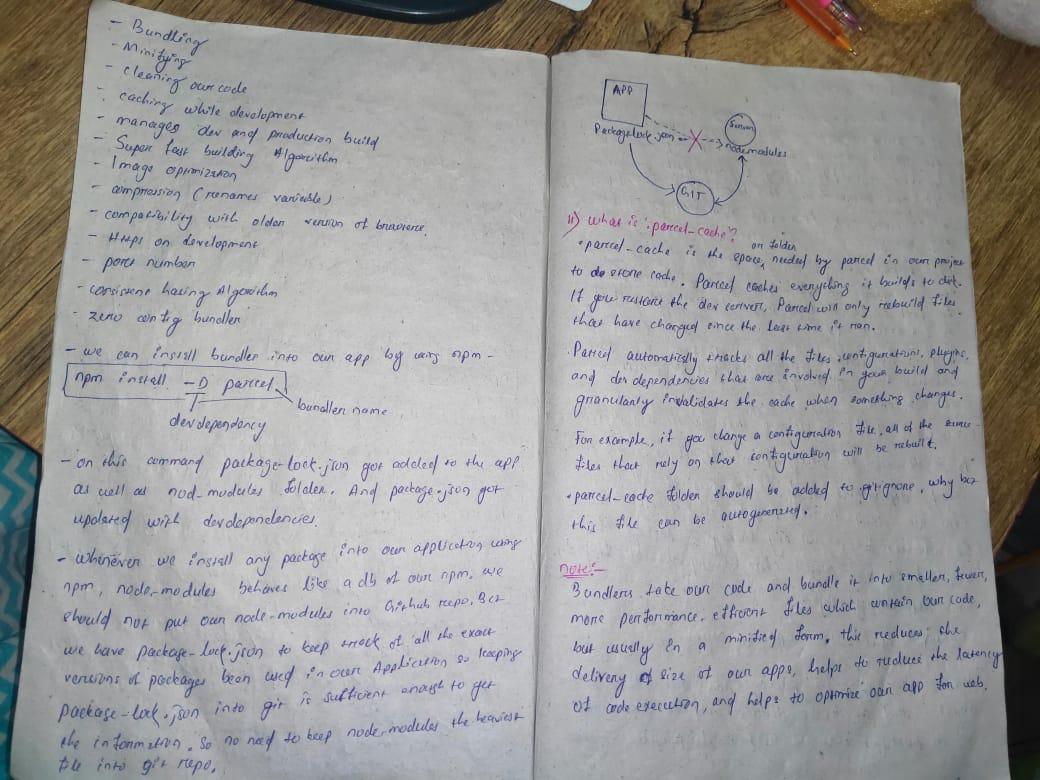 - Bundling
- Minifying
- cleaning our code
- caching while development
- manages dev and production build
- Super fast building Algorithm
- Image optimization
- compression (renames variable)
- compatibility with older version of browsers.
- HTTPS on development
- port number
- consistent hasing Algorithm
- zero config bundler
- we can install bundler into our app by using npm -
npm install -D parcel
bundler name
devdependency
- on this command package-lock.json got added to the app
as well as nod-modules folder. And package.json got
updated with devdependencies.
- Whenever we install any package into our application using
npm, node-modules behaves like a db of our npm. we
should not put our node-modules into Github repo. Bcz
we have package-lock.json to keep track of all the exact
versions of packages been used in our Application so keeping
package-lock.json into git is sufficient enough to get
the information. So no need to keep node-modules the heaviest
file into git repo.
APP
Package-lock.json
Server
node modules
GIT
11) what is '.parcel-cache'?
or folder
• parcel-cache is the space, needed by parcel in our project
to store cache. Parcel caches everything it builds to disk.
If you restart the dev server, Parcel will only rebuild files
that have changed since the last time it ran.
Parcel automatically tracks all the files, configurations, plugins,
and dev dependencies that are involved in your build and
granularly invalidates the cache when something changes.
For example, if you change a configuration file, all of the source
files that rely on that configuration will be rebuilt.
• parcel-cache folder should be added to gitignore, why bcz
this file can be autogenerated.
note:-
Bundlers take our code and bundle it into smaller, fewer,
more performance-efficient files which contain our code,
but usually in a minified form, this reduces the
delivery size of our apps, helps to reduce the latency
of code execution, and helps to optimize our app for web.